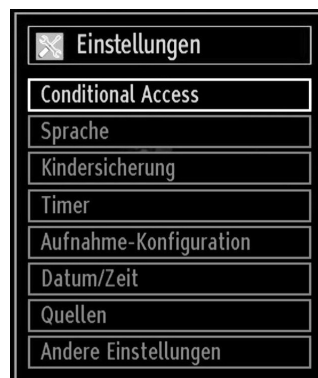 Einstellungen
Conditional Access
Sprache
Kindersicherung
Timer
Aufnahme-Konfiguration
Datum/Zeit
Quellen
Andere Einstellungen